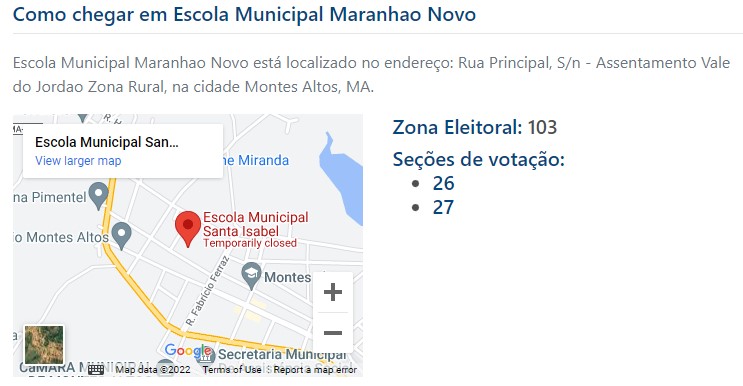 Como chegar em Escola Municipal Maranhao Novo
Escola Municipal Maranhao Novo está localizado no endereço: Rua Principal, S/n - Assentamento Vale
do Jordao Zona Rural, na cidade Montes Altos, MA.
Zona Eleitoral: 103
Seções de votação:
26
27
MA-
Escola Municipal San...
View larger map
ne Miranda
na Pimentel
Escola Municipal
Santa Isabel
Temporarily closed
o Montes Altos
R. Fabrício Ferraz
Montes
+
−
Google
Secretaria Municipal
CÂMARA MUNICIPAL
Map data ©2022
Terms of Use
Report a map error